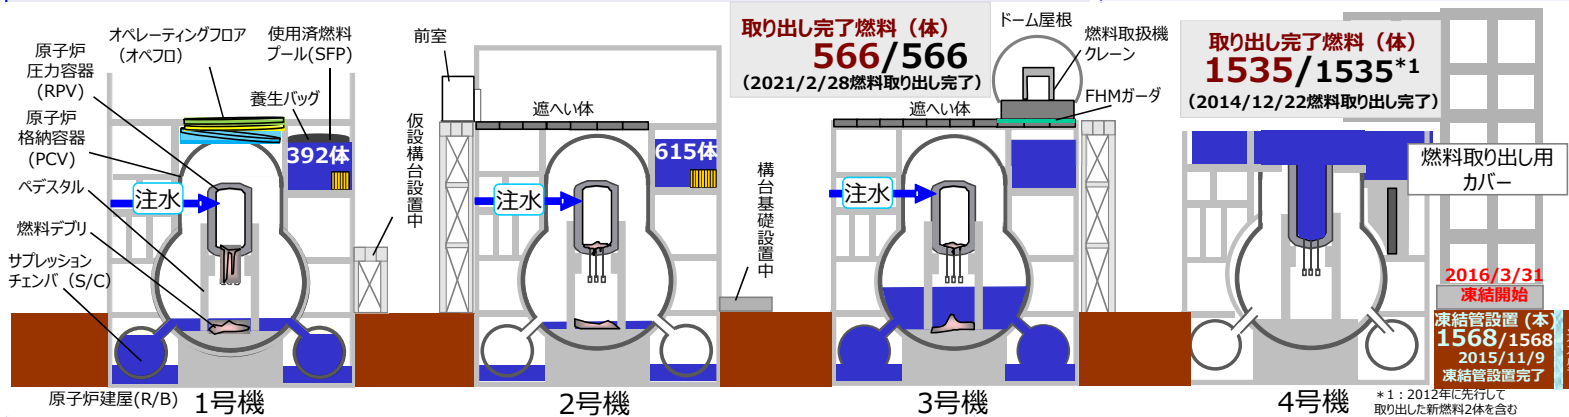 原子炉
圧力容器
(RPV)
オペレーティングフロア
(オペフロ)
使用済燃料
プール(SFP)
養生バッグ
原子炉
格納容器
(PCV)
392体
ペデスタル
注水
燃料デブリ
サプレッション
チェンバ (S/C)
原子炉建屋(R/B)
1号機
仮設構台設置中
前室
遮へい体
615体
注水
2号機
構台基礎設置中
取り出し完了燃料（体）
566/566
(2021/2/28燃料取り出し完了)
ドーム屋根
燃料取扱機
クレーン
FHMガーダ
遮へい体
注水
3号機
取り出し完了燃料（体）
1535/1535*1
(2014/12/22燃料取り出し完了)
燃料取り出し用
カバー
2016/3/31
凍結開始
凍結管設置（本）
1568/1568
2015/11/9
凍結管設置完了
4号機
*1：2012年に先行して
取り出した新燃料2体を含む